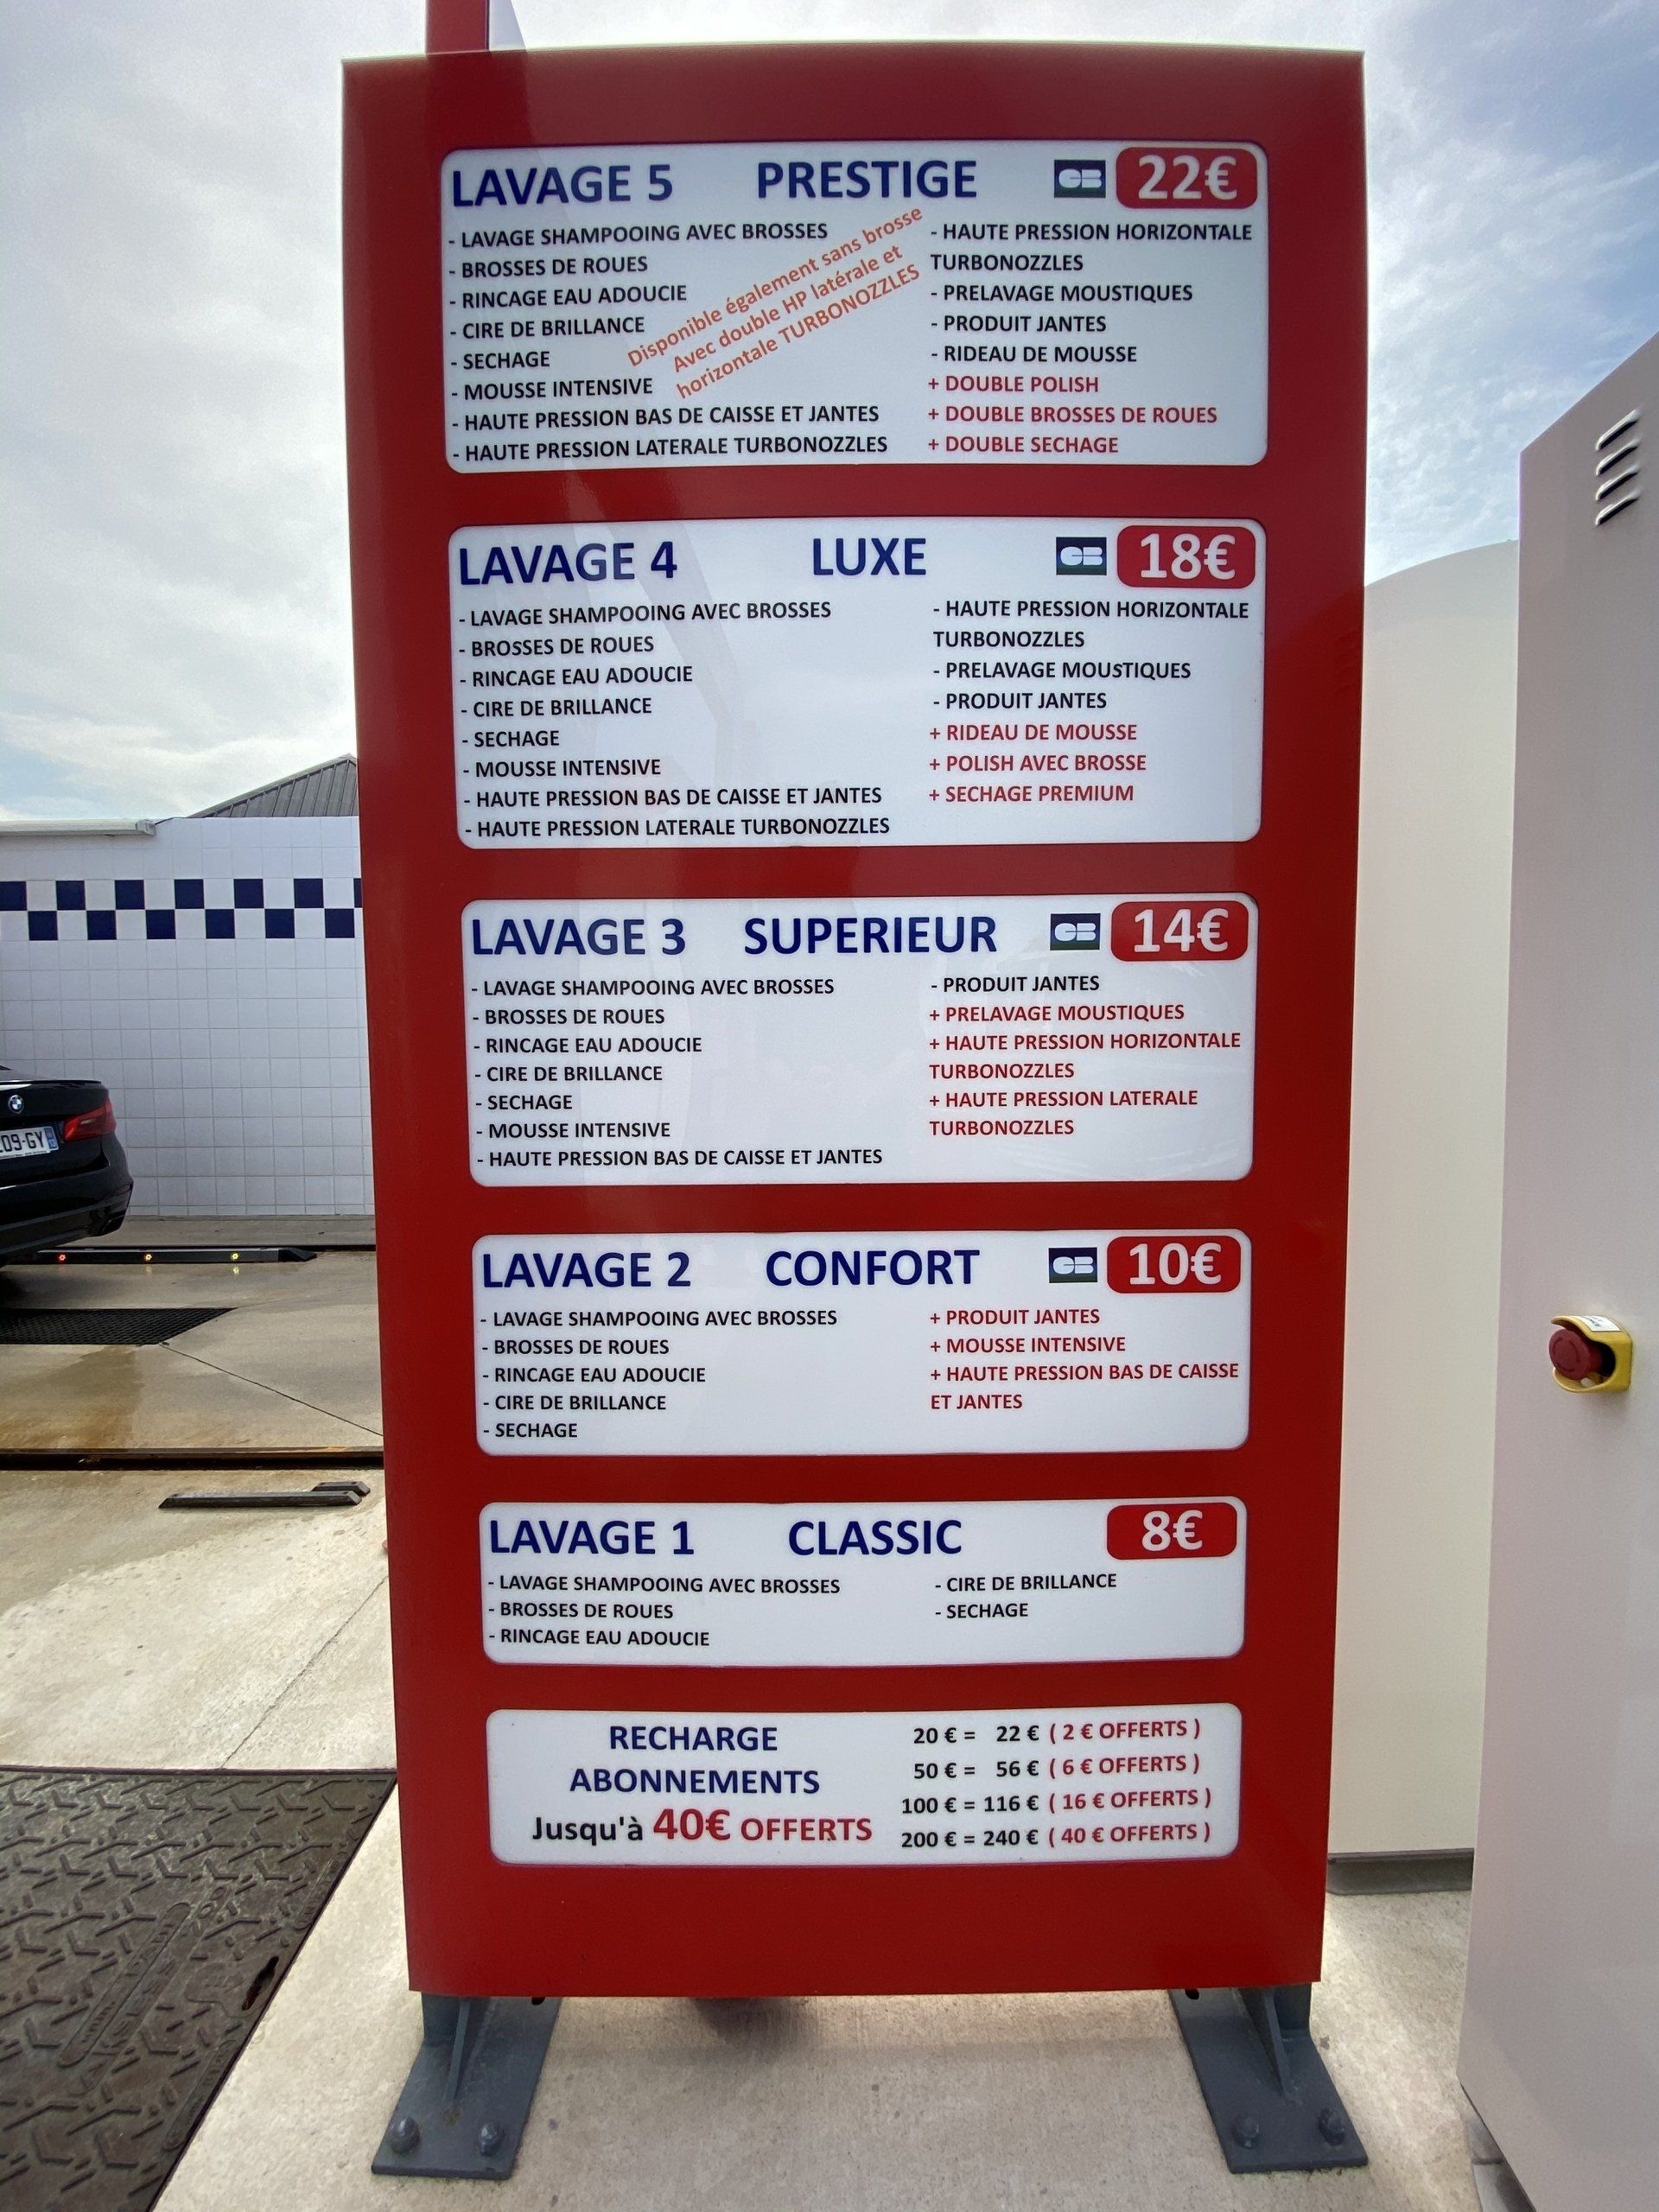 LAVAGE 5 PRESTIGE CB 22€
- LAVAGE SHAMPOOING AVEC BROSSES
- BROSSES DE ROUES
- RINCAGE EAU ADOUCIE
- CIRE DE BRILLANCE
- SECHAGE
- MOUSSE INTENSIVE
- HAUTE PRESSION BAS DE CAISSE ET JANTES
- HAUTE PRESSION LATERALE TURBONOZZLES
Disponible également sans brosse
Avec double HP latérale et
horizontale TURBONOZZLES
- HAUTE PRESSION HORIZONTALE
TURBONOZZLES
- PRELAVAGE MOUSTIQUES
- PRODUIT JANTES
- RIDEAU DE MOUSSE
+ DOUBLE POLISH
+ DOUBLE BROSSES DE ROUES
+ DOUBLE SECHAGE
LAVAGE 4 LUXE CB 18€
- LAVAGE SHAMPOOING AVEC BROSSES
- BROSSES DE ROUES
- RINCAGE EAU ADOUCIE
- CIRE DE BRILLANCE
- SECHAGE
- MOUSSE INTENSIVE
- HAUTE PRESSION BAS DE CAISSE ET JANTES
- HAUTE PRESSION LATERALE TURBONOZZLES
- HAUTE PRESSION HORIZONTALE
TURBONOZZLES
- PRELAVAGE MOUsTIQUES
- PRODUIT JANTES
+ RIDEAU DE MOUSSE
+ POLISH AVEC BROSSE
+ SECHAGE PREMIUM
LAVAGE 3 SUPERIEUR CB 14€
- LAVAGE SHAMPOOING AVEC BROSSES
- BROSSES DE ROUES
- RINCAGE EAU ADOUCIE
- CIRE DE BRILLANCE
- SECHAGE
- MOUSSE INTENSIVE
- HAUTE PRESSION BAS DE CAISSE ET JANTES
- PRODUIT JANTES
+ PRELAVAGE MOUSTIQUES
+ HAUTE PRESSION HORIZONTALE
TURBONOZZLES
+ HAUTE PRESSION LATERALE
TURBONOZZLES
LAVAGE 2 CONFORT CB 10€
- LAVAGE SHAMPOOING AVEC BROSSES
- BROSSES DE ROUES
- RINCAGE EAU ADOUCIE
- CIRE DE BRILLANCE
- SECHAGE
+ PRODUIT JANTES
+ MOUSSE INTENSIVE
+ HAUTE PRESSION BAS DE CAISSE
ET JANTES
LAVAGE 1 CLASSIC 8€
- LAVAGE SHAMPOOING AVEC BROSSES
- BROSSES DE ROUES
- RINCAGE EAU ADOUCIE
- CIRE DE BRILLANCE
- SECHAGE
RECHARGE
ABONNEMENTS
Jusqu'à 40€ OFFERTS
20 € = 22 € ( 2 € OFFERTS )
50 € = 56 € ( 6 € OFFERTS )
100 € = 116 € ( 16 € OFFERTS )
200 € = 240 € ( 40 € OFFERTS )
09-GY